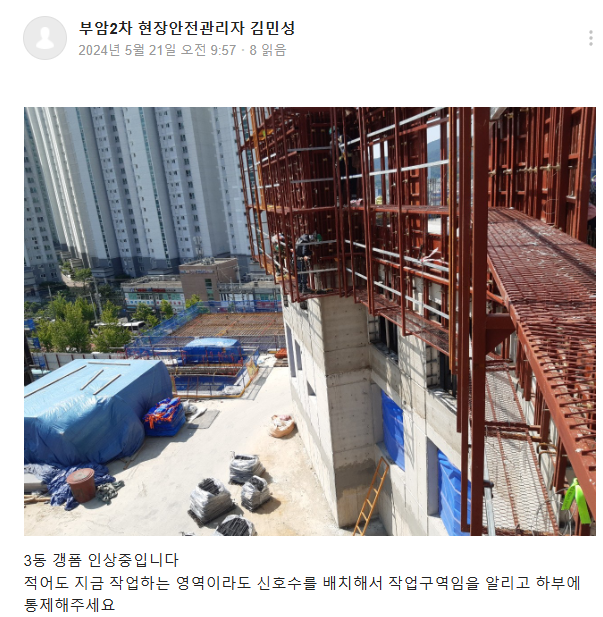 부암2차 현장안전관리자 김민성
2024년 5월 21일 오전 9:57 · 8 읽음
3동 갱폼 인상중입니다
적어도 지금 작업하는 영역이라도 신호수를 배치해서 작업구역임을 알리고 하부에
통제해주세요